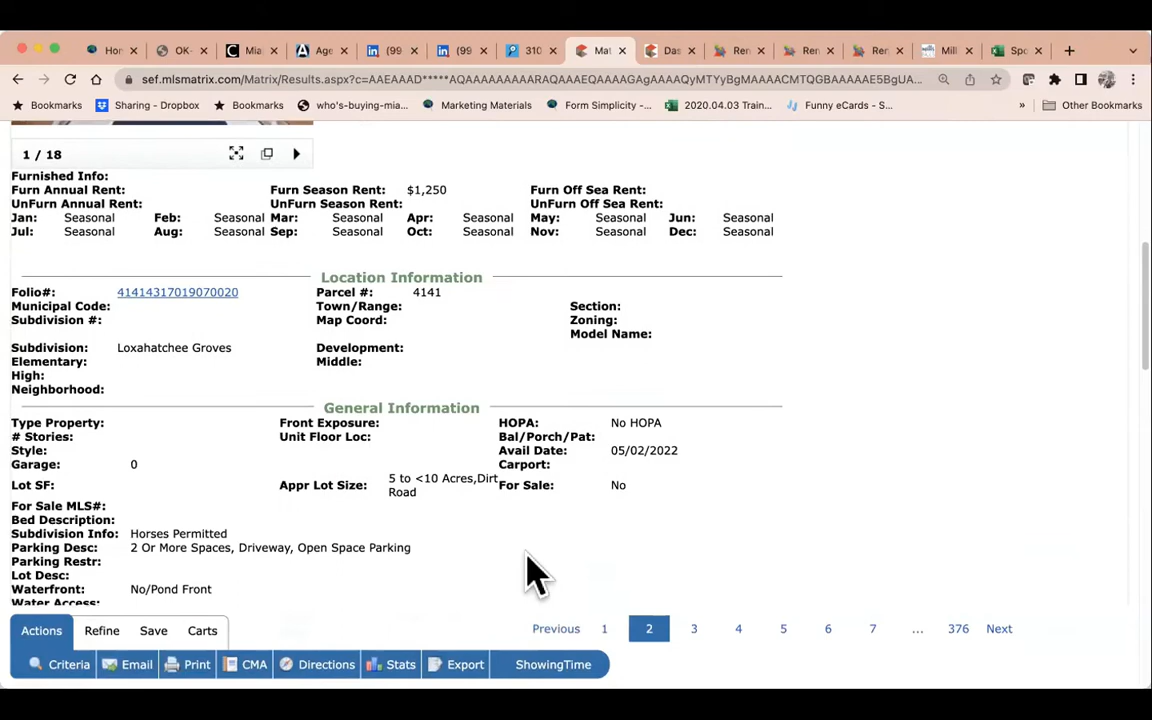 Hor
OK-
Mia
Age
(99
(99
310
Mat
Das
Ren
Ren
Ren
Mill
Spo
sef.mlsmatrix.com/Matrix/Results.aspx?c=AAEAAAD*****AQAAAAAAAAARAQAAAEQAAAAGAgAAAAQyMTYyBgMAAAACMTQGBAAAAAE5BgUA...
Bookmarks Sharing - Dropbox Bookmarks who's-buying-mia... Marketing Materials Form Simplicity -... 2020.04.03 Train... Funny eCards - S... » Other Bookmarks
1 / 18
Furnished Info:
Furn Annual Rent: Furn Season Rent: $1,250 Furn Off Sea Rent:
UnFurn Annual Rent: UnFurn Season Rent: UnFurn Off Sea Rent:
Jan: Seasonal Feb: Seasonal Mar: Seasonal Apr: Seasonal May: Seasonal Jun: Seasonal
Jul: Seasonal Aug: Seasonal Sep: Seasonal Oct: Seasonal Nov: Seasonal Dec: Seasonal
Location Information
Folio#: 41414317019070020 Parcel #: 4141
Municipal Code: Town/Range: Section:
Subdivision #: Map Coord: Zoning:
Model Name:
Subdivision: Loxahatchee Groves Development:
Elementary: Middle:
High:
Neighborhood:
General Information
Type Property: Front Exposure: HOPA: No HOPA
# Stories: Unit Floor Loc: Bal/Porch/Pat:
Style: Avail Date: 05/02/2022
Garage: 0 Carport:
Lot SF: Appr Lot Size: 5 to <10 Acres,Dirt Road For Sale: No
For Sale MLS#:
Bed Description:
Subdivision Info: Horses Permitted
Parking Desc: 2 Or More Spaces, Driveway, Open Space Parking
Parking Restr:
Lot Desc:
Waterfront: No/Pond Front
Water Access:
Actions Refine Save Carts Previous 1 2 3 4 5 6 7 ... 376 Next
Criteria Email Print CMA Directions Stats Export ShowingTime